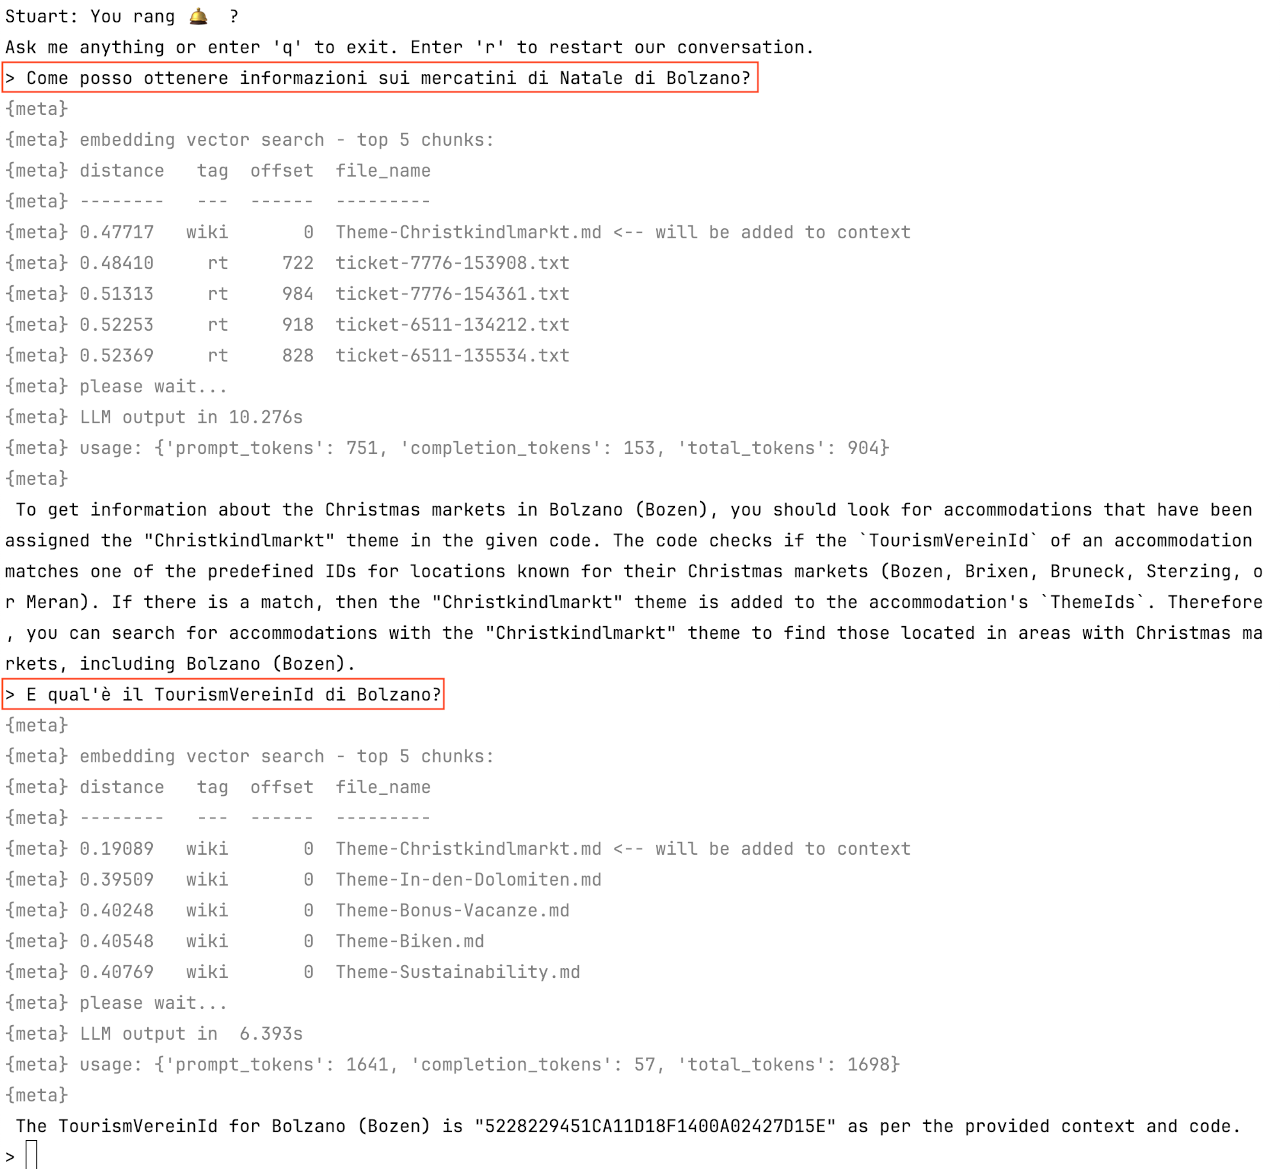 Stuart: You rang 🛎️ ?
Ask me anything or enter 'q' to exit. Enter 'r' to restart our conversation.
> Come posso ottenere informazioni sui mercatini di Natale di Bolzano?
{meta}
{meta} embedding vector search - top 5 chunks:
{meta} distance   tag  offset  file_name
{meta} --------   ---  ------  ---------
{meta} 0.47717   wiki       0  Theme-Christkindlmarkt.md <-- will be added to context
{meta} 0.48410     rt     722  ticket-7776-153908.txt
{meta} 0.51313     rt     984  ticket-7776-154361.txt
{meta} 0.52253     rt     918  ticket-6511-134212.txt
{meta} 0.52369     rt     828  ticket-6511-135534.txt
{meta} please wait...
{meta} LLM output in 10.276s
{meta} usage: {'prompt_tokens': 751, 'completion_tokens': 153, 'total_tokens': 904}
{meta}
 To get information about the Christmas markets in Bolzano (Bozen), you should look for accommodations that have been
assigned the "Christkindlmarkt" theme in the given code. The code checks if the `TourismVereinId` of an accommodation
matches one of the predefined IDs for locations known for their Christmas markets (Bozen, Brixen, Bruneck, Sterzing, o
r Meran). If there is a match, then the "Christkindlmarkt" theme is added to the accommodation's `ThemeIds`. Therefore
, you can search for accommodations with the "Christkindlmarkt" theme to find those located in areas with Christmas ma
rkets, including Bolzano (Bozen).
> E qual'è il TourismVereinId di Bolzano?
{meta}
{meta} embedding vector search - top 5 chunks:
{meta} distance   tag  offset  file_name
{meta} --------   ---  ------  ---------
{meta} 0.19089   wiki       0  Theme-Christkindlmarkt.md <-- will be added to context
{meta} 0.39509   wiki       0  Theme-In-den-Dolomiten.md
{meta} 0.40248   wiki       0  Theme-Bonus-Vacanze.md
{meta} 0.40548   wiki       0  Theme-Biken.md
{meta} 0.40769   wiki       0  Theme-Sustainability.md
{meta} please wait...
{meta} LLM output in  6.393s
{meta} usage: {'prompt_tokens': 1641, 'completion_tokens': 57, 'total_tokens': 1698}
{meta}
 The TourismVereinId for Bolzano (Bozen) is "5228229451CA11D18F1400A02427D15E" as per the provided context and code.
>